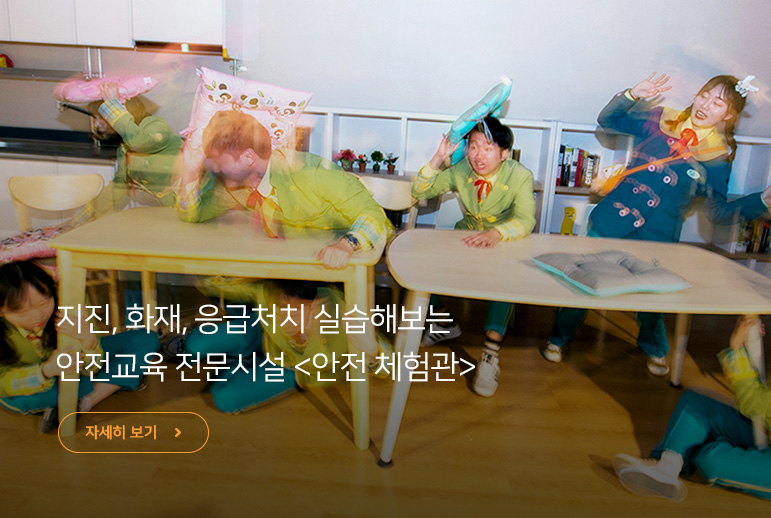 지진, 화재, 응급처치 실습해보는
안전교육 전문시설 <안전 체험관>
자세히 보기 >